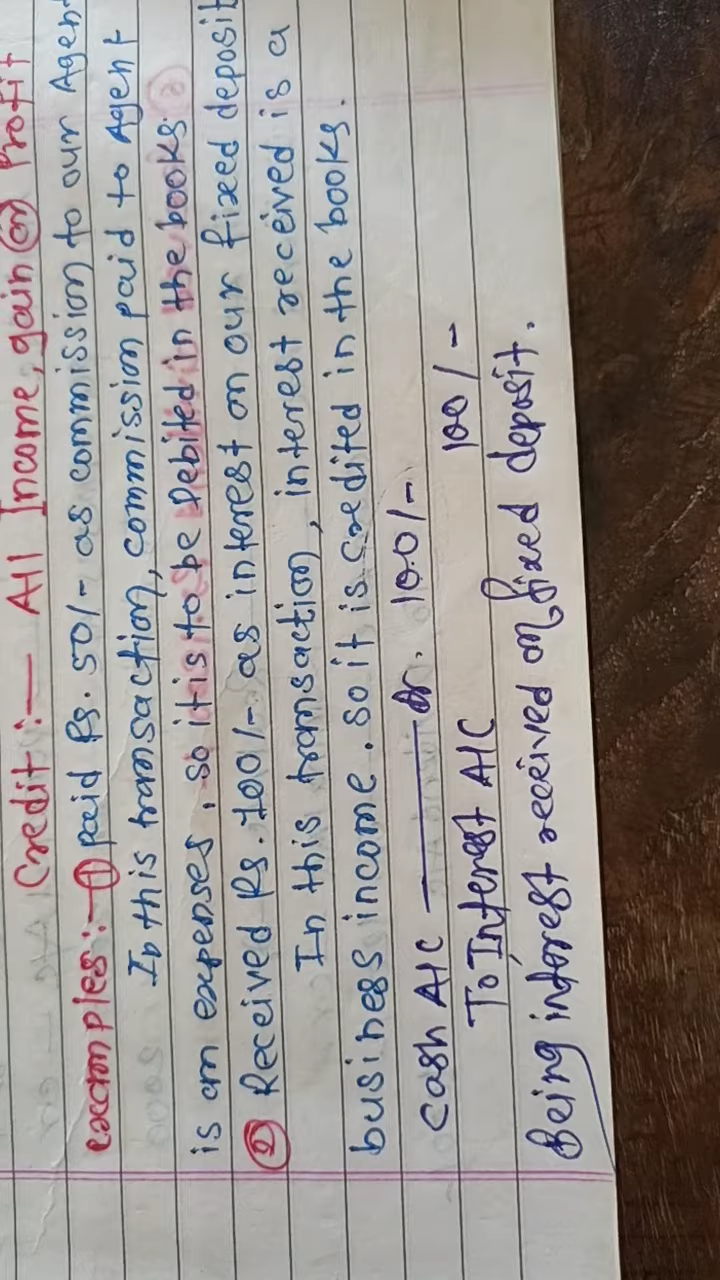 Credit :— All Income, gain (or) Profit
examples :- ① paid Rs. 50/- as commission to our Agent
In this transaction, commission paid to Agent
is an expenses. so it is to be Debited in the books.
② Received Rs. 100/- as interest on our fixed deposit
In this transaction, interest received is a
business income. so it is credited in the books.
Cash A/C —— Dr. 100/-
To Interest A/C 100/-
Being interest received on fixed deposit.